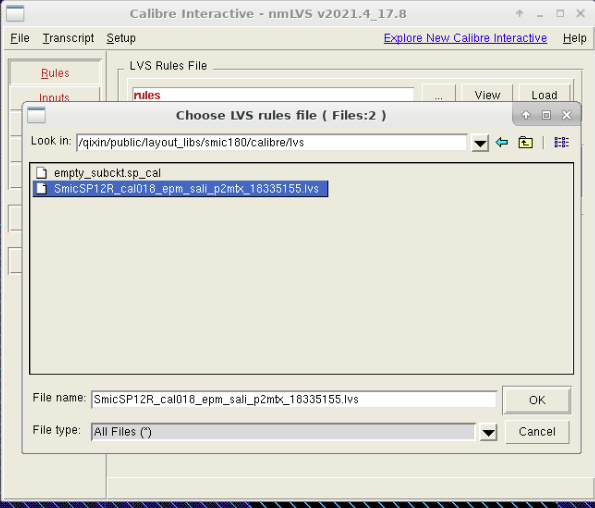 Calibre Interactive - nmLVS v2021.4_17.8
File Transcript Setup Explore New Calibre Interactive Help
Rules
LVS Rules File
Inputs
rules ... View Load
Choose LVS rules file ( Files:2 )
Look in: /qixin/public/layout_libs/smic180/calibre/lvs
empty_subckt.sp_cal
SmicSP12R_cal018_epm_sali_p2mtx_18335155.lvs
File name: SmicSP12R_cal018_epm_sali_p2mtx_18335155.lvs OK
File type: All Files (*) Cancel